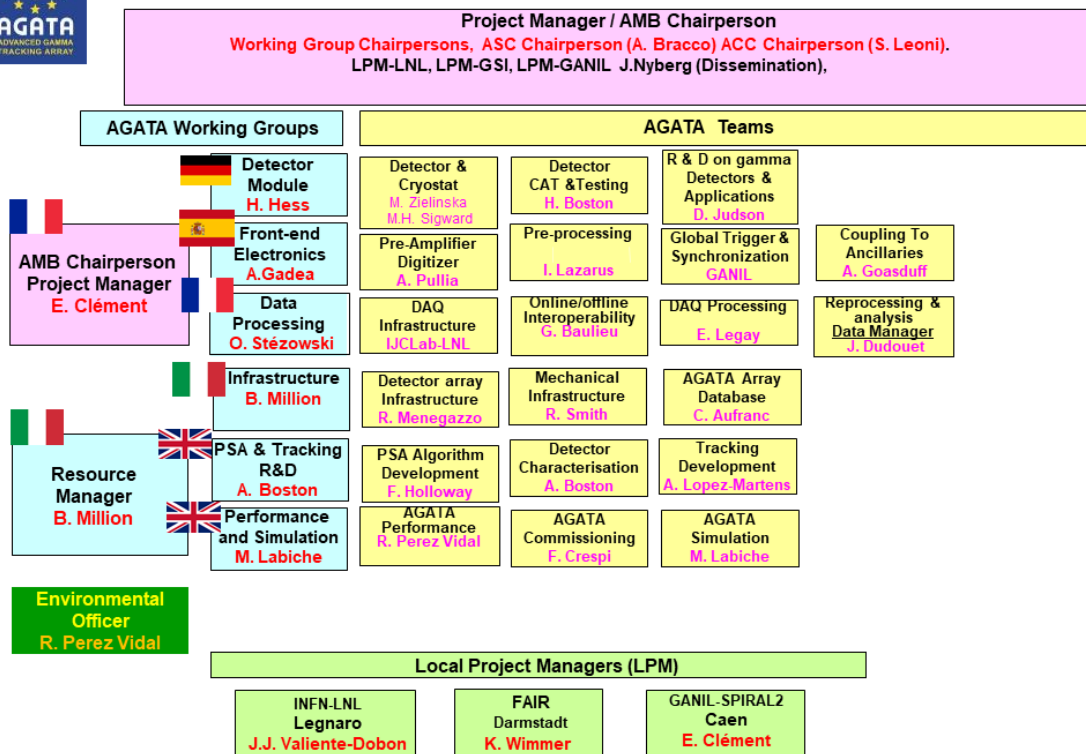 AGATA
ADVANCED GAMMA
TRACKING ARRAY
Project Manager / AMB Chairperson
Working Group Chairpersons, ASC Chairperson (A. Bracco) ACC Chairperson (S. Leoni).
LPM-LNL, LPM-GSI, LPM-GANIL J.Nyberg (Dissemination),
AGATA Working Groups
AGATA Teams
Detector
Module
H. Hess
Detector &
Cryostat
M. Zielinska
M.H. Sigward
Detector
CAT &Testing
H. Boston
R & D on gamma
Detectors &
Applications
D. Judson
AMB Chairperson
Project Manager
E. Clément
Front-end
Electronics
A.Gadea
Pre-Amplifier
Digitizer
A. Pullia
Pre-processing
I. Lazarus
Global Trigger &
Synchronization
GANIL
Coupling To
Ancillaries
A. Goasduff
Data
Processing
O. Stézowski
DAQ
Infrastructure
IJCLab-LNL
Online/offline
Interoperability
G. Baulieu
DAQ Processing
E. Legay
Reprocessing &
analysis
Data Manager
J. Dudouet
Infrastructure
B. Million
Detector array
Infrastructure
R. Menegazzo
Mechanical
Infrastructure
R. Smith
AGATA Array
Database
C. Aufranc
Resource
Manager
B. Million
PSA & Tracking
R&D
A. Boston
PSA Algorithm
Development
F. Holloway
Detector
Characterisation
A. Boston
Tracking
Development
A. Lopez-Martens
Performance
and Simulation
M. Labiche
AGATA
Performance
R. Perez Vidal
AGATA
Commissioning
F. Crespi
AGATA
Simulation
M. Labiche
Environmental
Officer
R. Perez Vidal
Local Project Managers (LPM)
INFN-LNL
Legnaro
J.J. Valiente-Dobon
FAIR
Darmstadt
K. Wimmer
GANIL-SPIRAL2
Caen
E. Clément